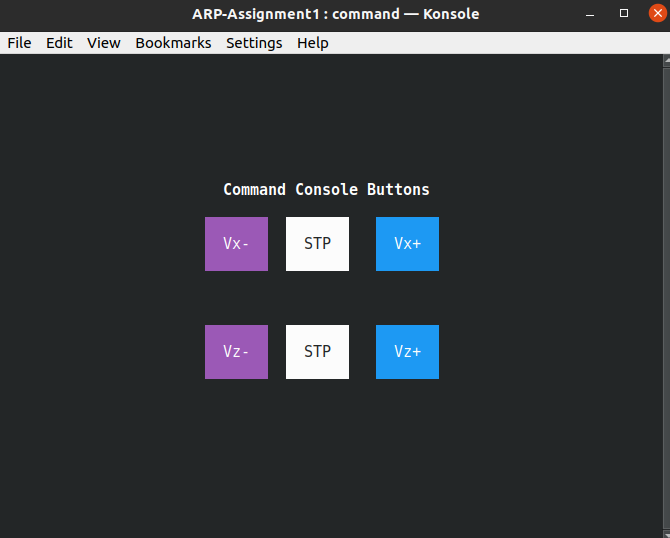 ARP-Assignment1 : command — Konsole
File Edit View Bookmarks Settings Help
Command Console Buttons
Vx- STP Vx+
Vz- STP Vz+